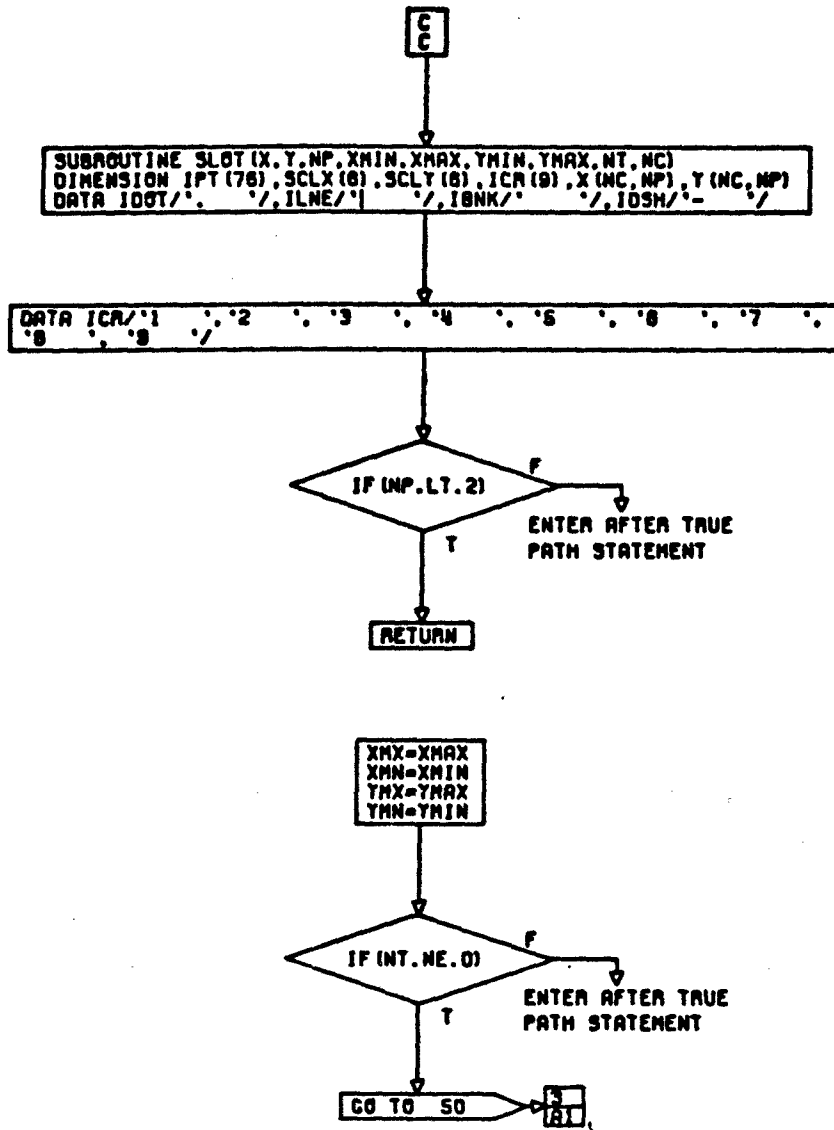 C
C
SUBROUTINE SLOT(X,Y,NP,XMIN,XMAX,YMIN,YMAX,NT,NC)
DIMENSION IPT(76),SCLX(6),SCLY(6),ICR(9),X(NC,NP),Y(NC,NP)
DATA IDOT/'.   '/,ILNE/'|   '/,IBNK/'    '/,IDSH/'-   '/
DATA ICR/'1   ','2   ','3   ','4   ','5   ','6   ','7   ',
'8   ','9   '/
IF(NP.LT.2)
F
ENTER AFTER TRUE
PATH STATEMENT
T
RETURN
XMX=XMAX
XMN=XMIN
YMX=YMAX
YMN=YMIN
IF(NT.NE.0)
F
ENTER AFTER TRUE
PATH STATEMENT
T
GO TO 50
3
A1